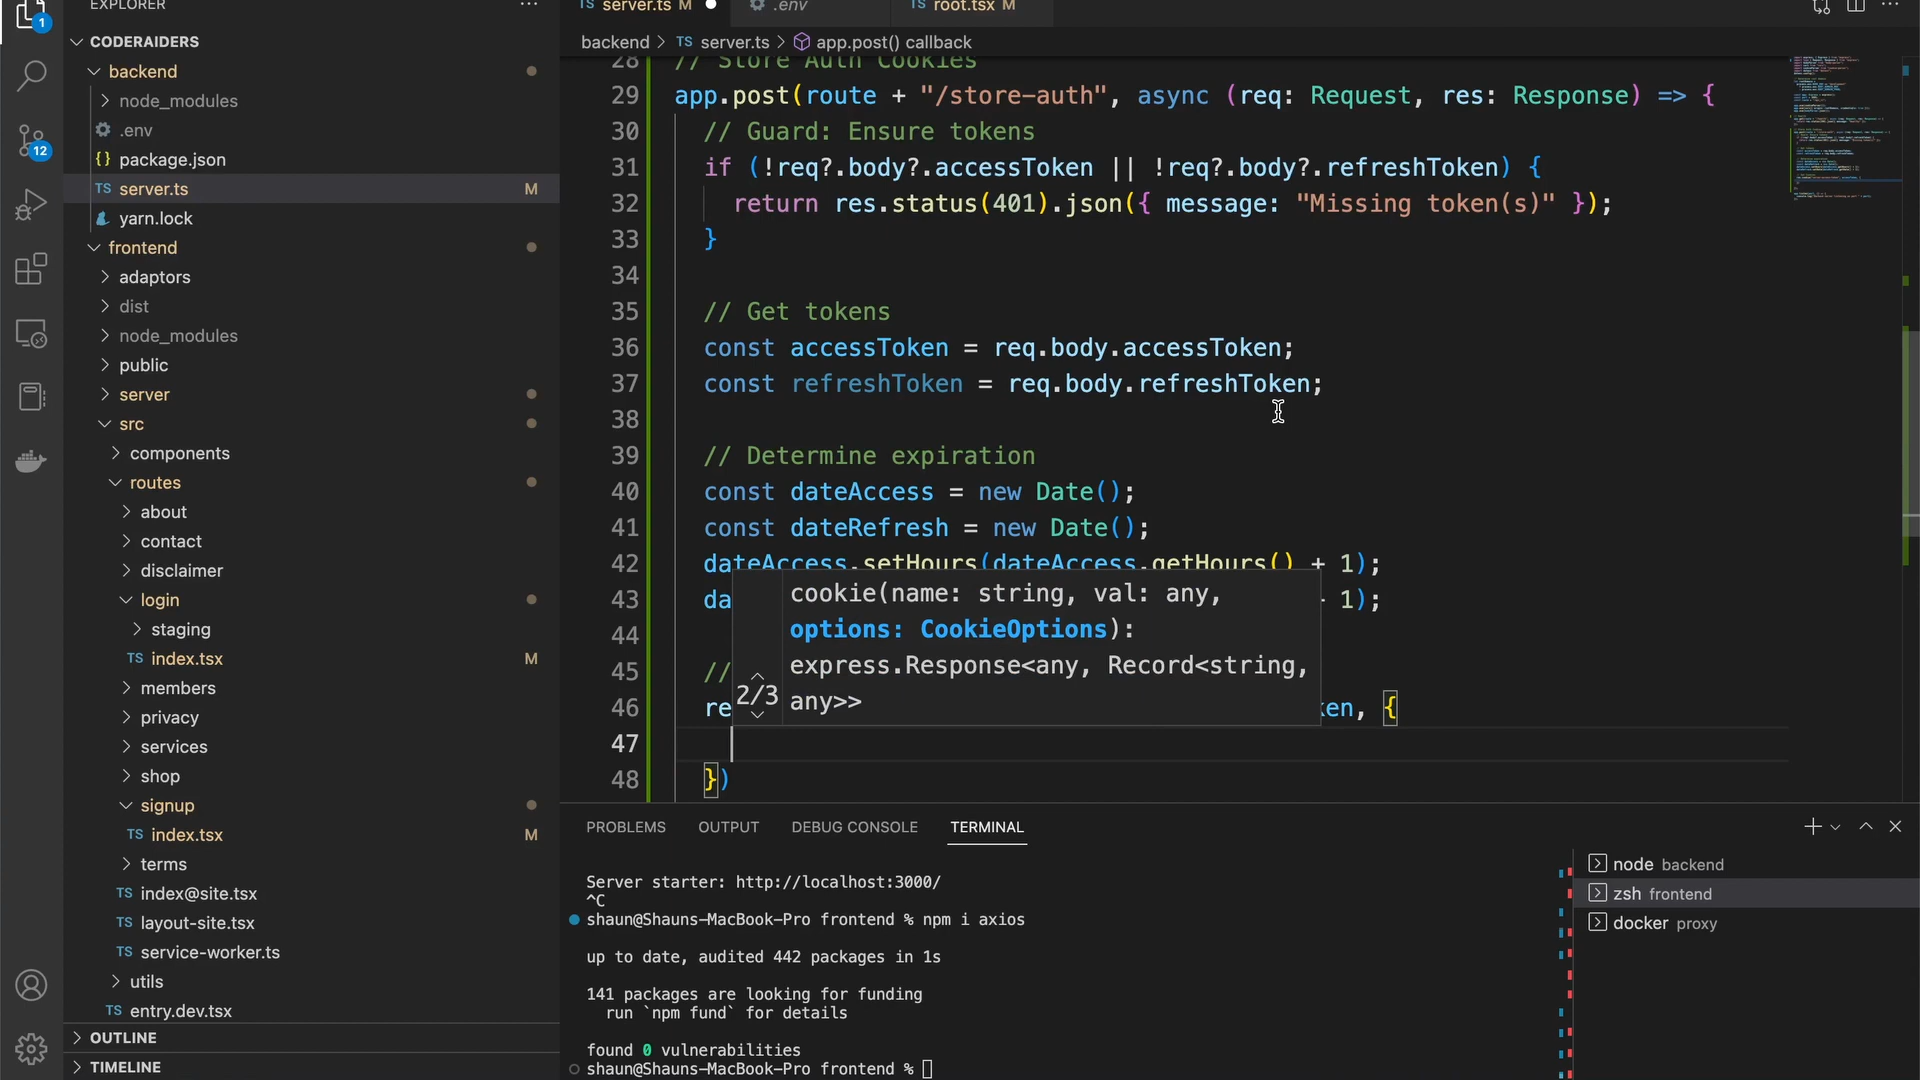 EXPLORER
CODERAIDERS
backend
node_modules
.env
package.json
server.ts M
yarn.lock
frontend
adaptors
dist
node_modules
public
server
src
components
routes
about
contact
disclaimer
login
staging
index.tsx M
members
privacy
services
shop
signup
index.tsx M
terms
index@site.tsx
layout-site.tsx
service-worker.ts
utils
entry.dev.tsx
OUTLINE
TIMELINE
1
12
TS server.ts M
.env
TS root.tsx M
backend > TS server.ts > app.post() callback
28 // Store Auth Cookies
29 app.post(route + "/store-auth", async (req: Request, res: Response) => {
30 // Guard: Ensure tokens
31 if (!req?.body?.accessToken || !req?.body?.refreshToken) {
32 return res.status(401).json({ message: "Missing token(s)" });
33 }
34
35 // Get tokens
36 const accessToken = req.body.accessToken;
37 const refreshToken = req.body.refreshToken;
38
39 // Determine expiration
40 const dateAccess = new Date();
41 const dateRefresh = new Date();
42 dateAccess.setHours(dateAccess.getHours() + 1);
43 da 1);
44
45 //
46 re ken, {
47
48 })
cookie(name: string, val: any,
options: CookieOptions):
express.Response<any, Record<string,
2/3 any>>
PROBLEMS OUTPUT DEBUG CONSOLE TERMINAL
Server starter: http://localhost:3000/
^C
shaun@Shauns-MacBook-Pro frontend % npm i axios
up to date, audited 442 packages in 1s
141 packages are looking for funding
run `npm fund` for details
found 0 vulnerabilities
shaun@Shauns-MacBook-Pro frontend %
node backend
zsh frontend
docker proxy